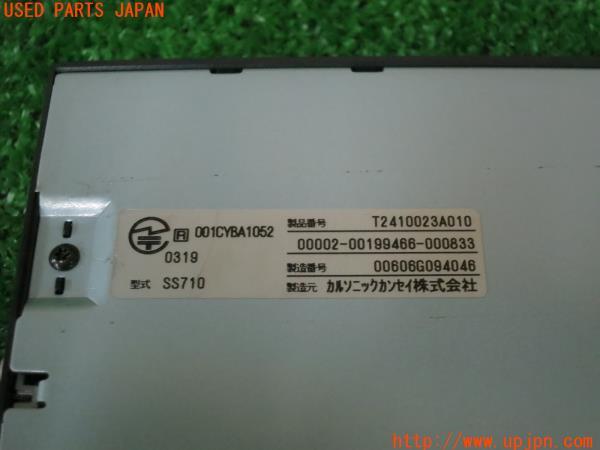 USED PARTS JAPAN
R 001CYBA1052
0319
型式 SS710
製品番号 T2410023A010
00002-00199466-000833
製造番号 00606G094046
製造元 カルソニックカンセイ株式会社
http://www.upjpn.com/